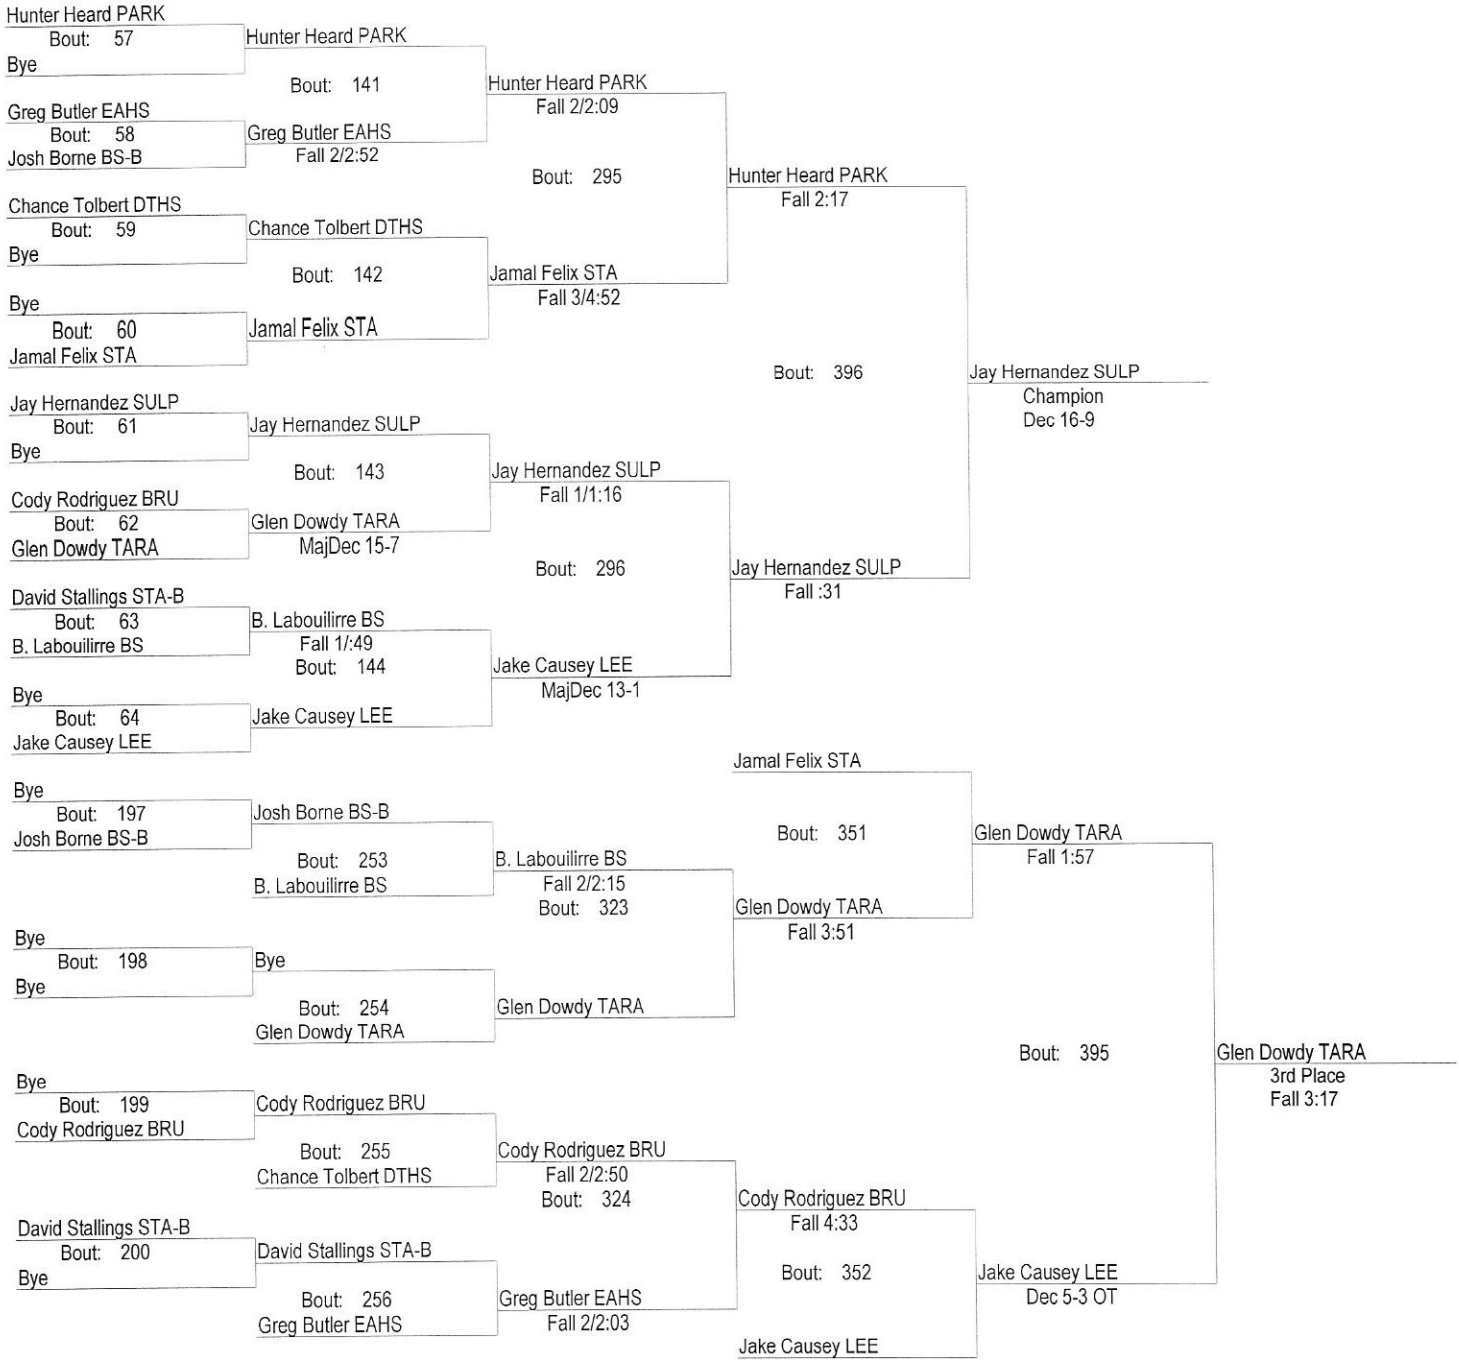 Hunter Heard PARK
Bout: 57
Bye
Hunter Heard PARK
Bout: 141
Greg Butler EAHS
Bout: 58
Josh Borne BS-B
Greg Butler EAHS
Fall 2/2:52
Hunter Heard PARK
Fall 2/2:09
Bout: 295
Chance Tolbert DTHS
Bout: 59
Bye
Chance Tolbert DTHS
Bout: 142
Bye
Bout: 60
Jamal Felix STA
Jamal Felix STA
Jamal Felix STA
Fall 3/4:52
Hunter Heard PARK
Fall 2:17
Bout: 396
Jay Hernandez SULP
Champion
Dec 16-9
Jay Hernandez SULP
Bout: 61
Bye
Jay Hernandez SULP
Bout: 143
Cody Rodriguez BRU
Bout: 62
Glen Dowdy TARA
Glen Dowdy TARA
MajDec 15-7
Jay Hernandez SULP
Fall 1/1:16
Bout: 296
David Stallings STA-B
Bout: 63
B. Labouilirre BS
B. Labouilirre BS
Fall 1/:49
Bout: 144
Bye
Bout: 64
Jake Causey LEE
Jake Causey LEE
Jake Causey LEE
MajDec 13-1
Jay Hernandez SULP
Fall :31
Jamal Felix STA
Bout: 351
Bye
Bout: 197
Josh Borne BS-B
Josh Borne BS-B
Bout: 253
B. Labouilirre BS
B. Labouilirre BS
Fall 2/2:15
Bout: 323
Bye
Bout: 198
Bye
Bye
Bout: 254
Glen Dowdy TARA
Glen Dowdy TARA
Glen Dowdy TARA
Fall 3:51
Glen Dowdy TARA
Fall 1:57
Bout: 395
Glen Dowdy TARA
3rd Place
Fall 3:17
Bye
Bout: 199
Cody Rodriguez BRU
Cody Rodriguez BRU
Bout: 255
Chance Tolbert DTHS
Cody Rodriguez BRU
Fall 2/2:50
Bout: 324
David Stallings STA-B
Bout: 200
Bye
David Stallings STA-B
Bout: 256
Greg Butler EAHS
Greg Butler EAHS
Fall 2/2:03
Cody Rodriguez BRU
Fall 4:33
Bout: 352
Jake Causey LEE
Jake Causey LEE
Dec 5-3 OT